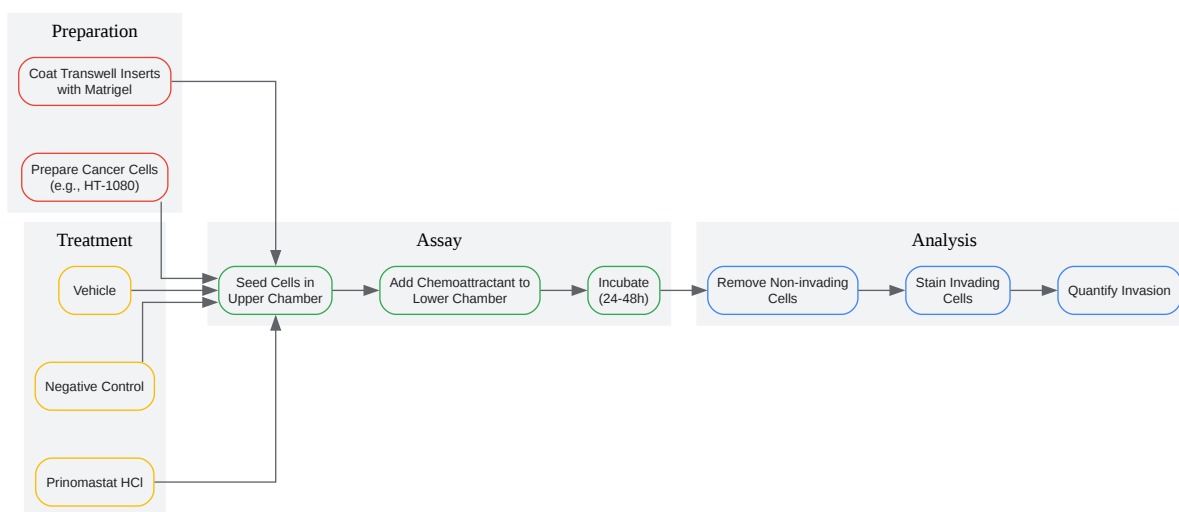 Preparation
Coat Transwell Inserts
with Matrigel
Prepare Cancer Cells
(e.g., HT-1080)
Treatment
Vehicle
Negative Control
Prinomastat HCl
Assay
Seed Cells in
Upper Chamber
Add Chemoattractant to
Lower Chamber
Incubate
(24-48h)
Analysis
Remove Non-invading
Cells
Stain Invading
Cells
Quantify Invasion